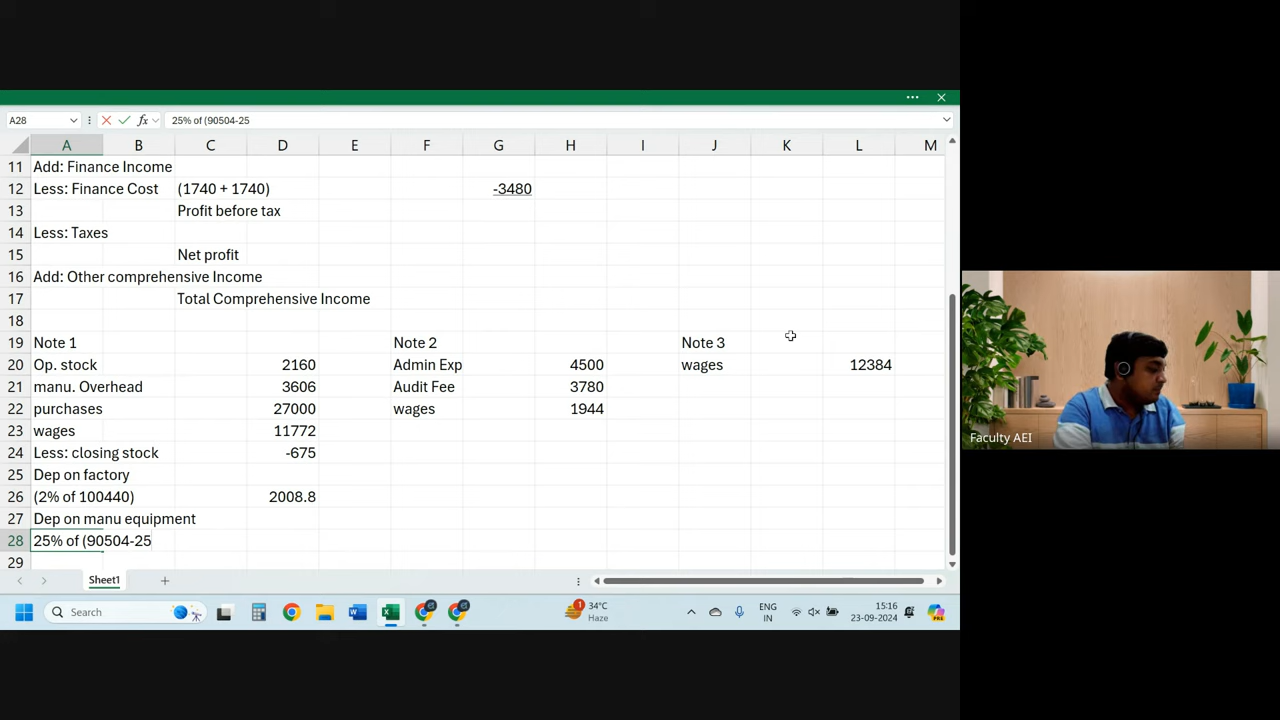 A28
fx
25% of (90504-25
A B C D E F G H I J K L M
11 Add: Finance Income
12 Less: Finance Cost (1740 + 1740) -3480
13 Profit before tax
14 Less: Taxes
15 Net profit
16 Add: Other comprehensive Income
17 Total Comprehensive Income
18
19 Note 1 Note 2 Note 3
20 Op. stock 2160 Admin Exp 4500 wages 12384
21 manu. Overhead 3606 Audit Fee 3780
22 purchases 27000 wages 1944
23 wages 11772
24 Less: closing stock -675
25 Dep on factory
26 (2% of 100440) 2008.8
27 Dep on manu equipment
28 25% of (90504-25
29
Sheet1
Faculty AEI
Search
1
34°C
Haze
ENG
IN
15:16
23-09-2024
PRE